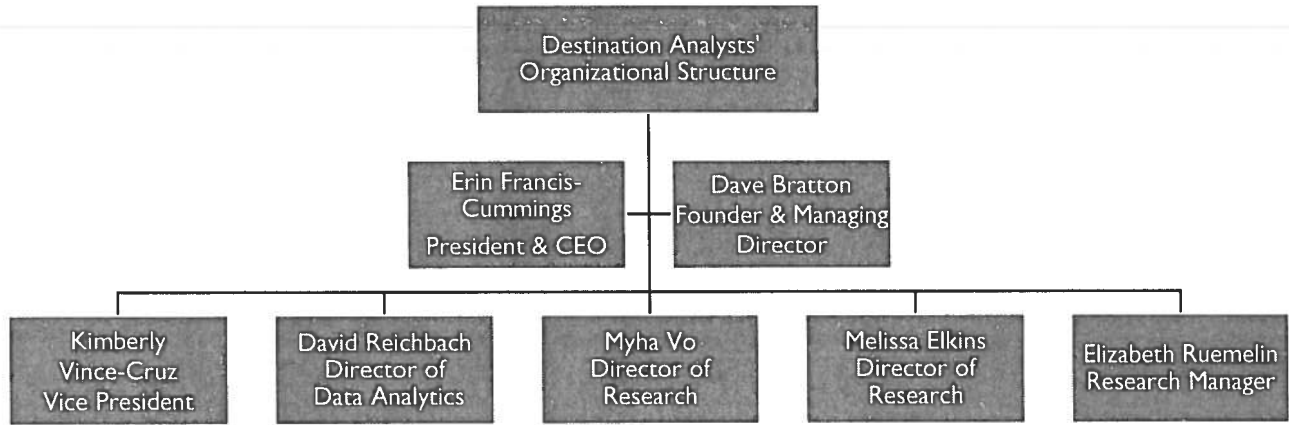 Destination Analysts'
Organizational Structure
Erin Francis-
Cummings
President & CEO
Dave Bratton
Founder & Managing
Director
Kimberly
Vince-Cruz
Vice President
David Reichbach
Director of
Data Analytics
Myha Vo
Director of
Research
Melissa Elkins
Director of
Research
Elizabeth Ruemelin
Research Manager